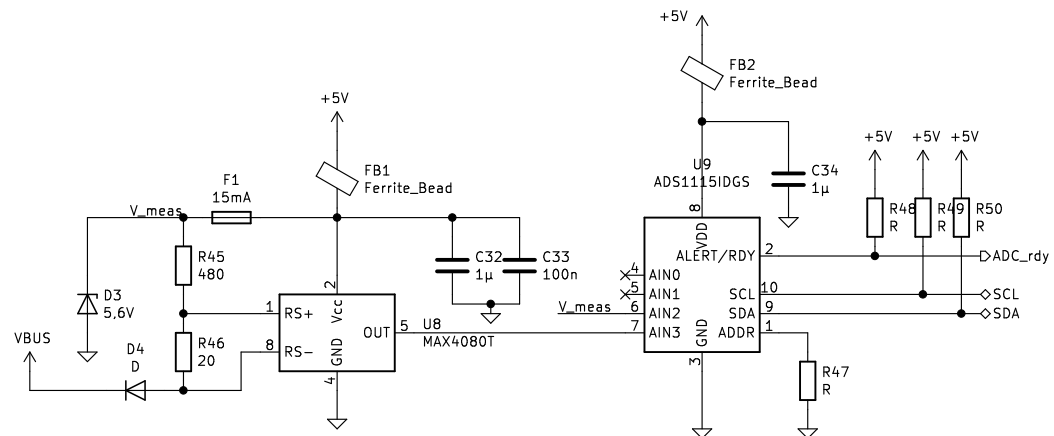 +5V
FB2
Ferrite_Bead
+5V
FB1
Ferrite_Bead
F1
15mA
V_meas
R45
480
D3
5,6V
VBUS
D4
D
R46
20
1
RS+
8
RS-
2
Vcc
GND
4
OUT
5
U8
MAX4080T
C32
1µ
C33
100n
U9
ADS1115IDGS
C34
1µ
8
VDD
+5V
+5V
+5V
R48
R
R49
R
R50
R
ALERT/RDY
2
ADC_rdy
4
AIN0
5
AIN1
V_meas
6
AIN2
7
AIN3
SCL
10
SCL
SDA
9
SDA
ADDR
1
GND
3
R47
R